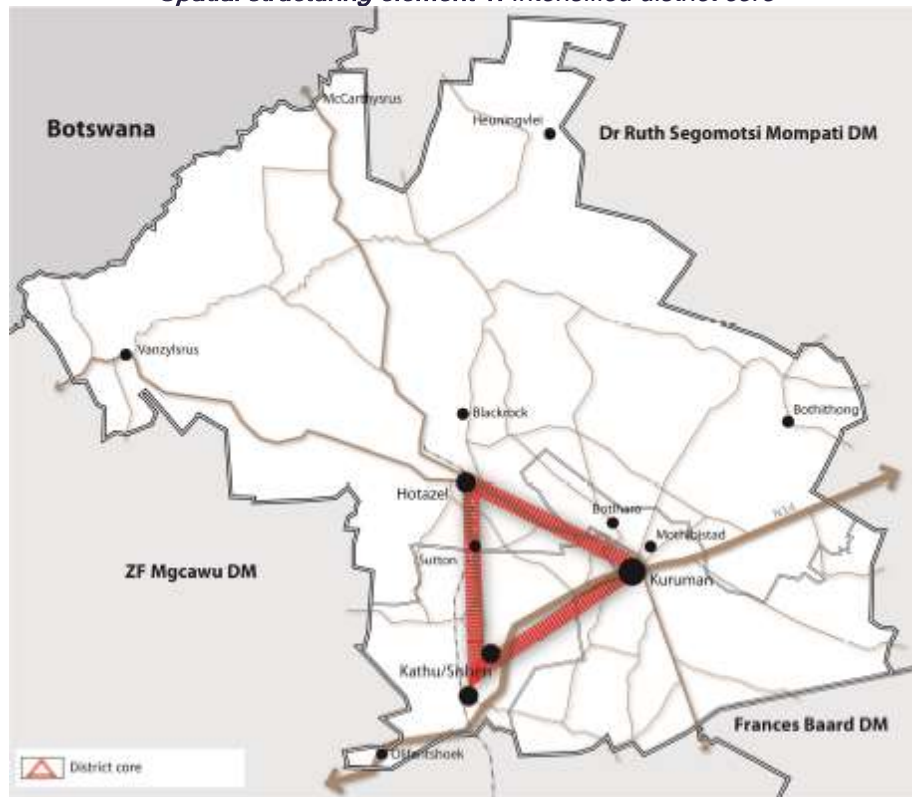 Spatial structuring element 1: Intensified district core
McCarthysrus
Botswana
Heuningvlei
Dr Ruth Segomotsi Mompati DM
Vanzylsrus
Blackrock
Bothithong
Hotazel
Botlharo
N14
Mothibistad
Sutton
ZF Mgcawu DM
Kuruman
Kathu/Sishen
Frances Baard DM
Olifantshoek
District core